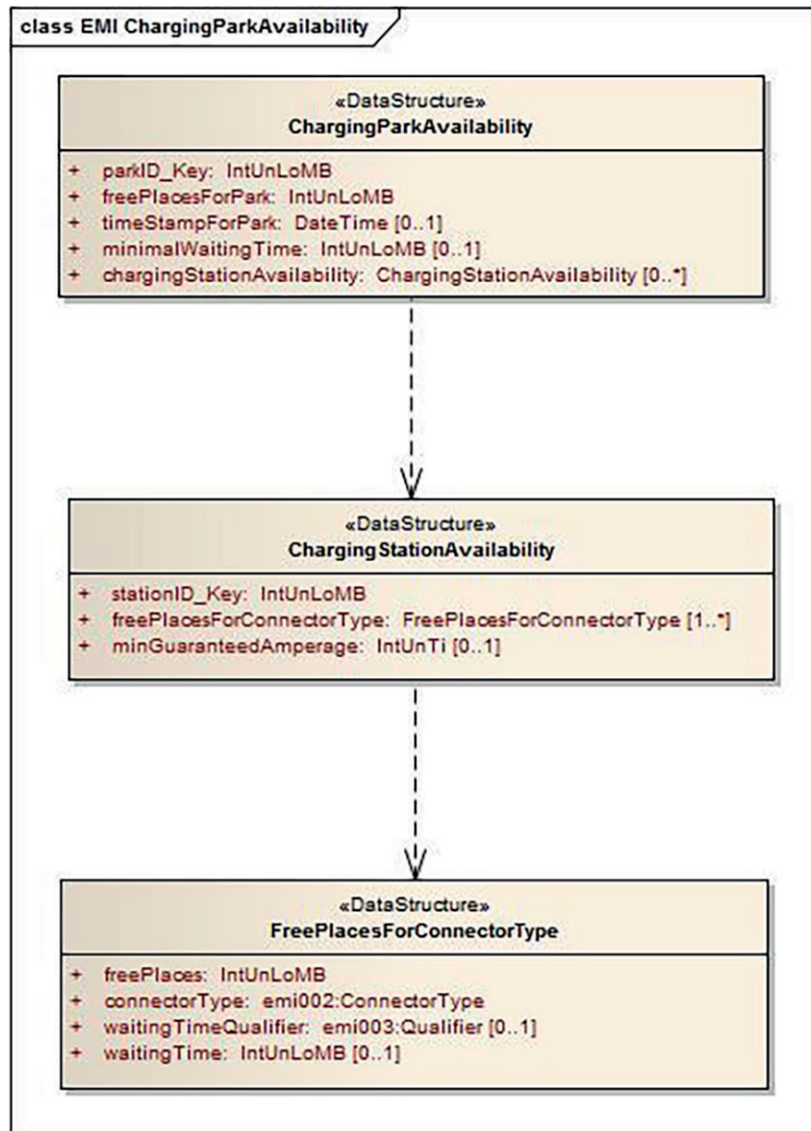 class EMI ChargingParkAvailability
«DataStructure»
ChargingParkAvailability
+ parkID_Key: IntUnLoMB
+ freePlacesForPark: IntUnLoMB
+ timeStampForPark: DateTime [0..1]
+ minimalWaitingTime: IntUnLoMB [0..1]
+ chargingStationAvailability: ChargingStationAvailability [0..*]
«DataStructure»
ChargingStationAvailability
+ stationID_Key: IntUnLoMB
+ freePlacesForConnectorType: FreePlacesForConnectorType [1..*]
+ minGuaranteedAmperage: IntUnTi [0..1]
«DataStructure»
FreePlacesForConnectorType
+ freePlaces: IntUnLoMB
+ connectorType: emi002:ConnectorType
+ waitingTimeQualifier: emi003:Qualifier [0..1]
+ waitingTime: IntUnLoMB [0..1]